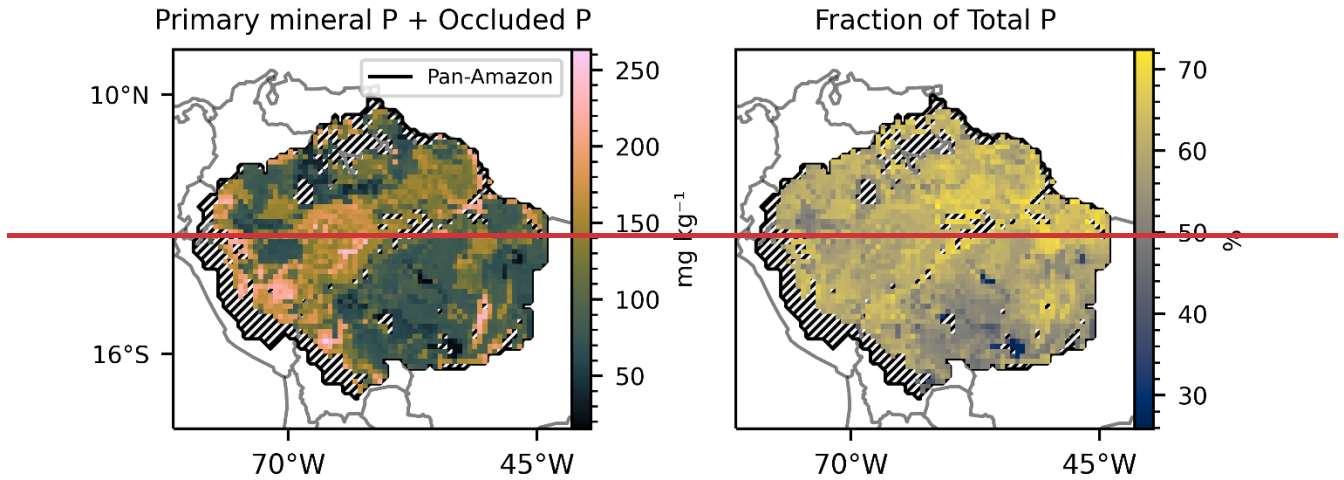 Primary mineral P + Occluded P
Fraction of Total P
Pan-Amazon
10°N
16°S
70°W
45°W
250
200
150
100
50
mg kg⁻¹
70°W
45°W
70
60
50
40
30
%